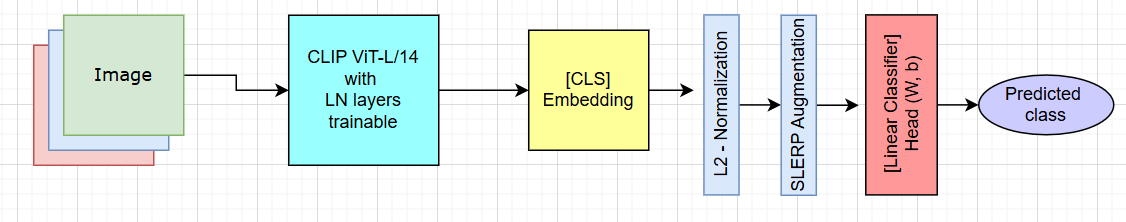 Image
CLIP ViT-L/14
with
LN layers
trainable
[CLS]
Embedding
L2 - Normalization
SLERP Augmentation
[Linear Classifier]
Head (W, b)
Predicted
class